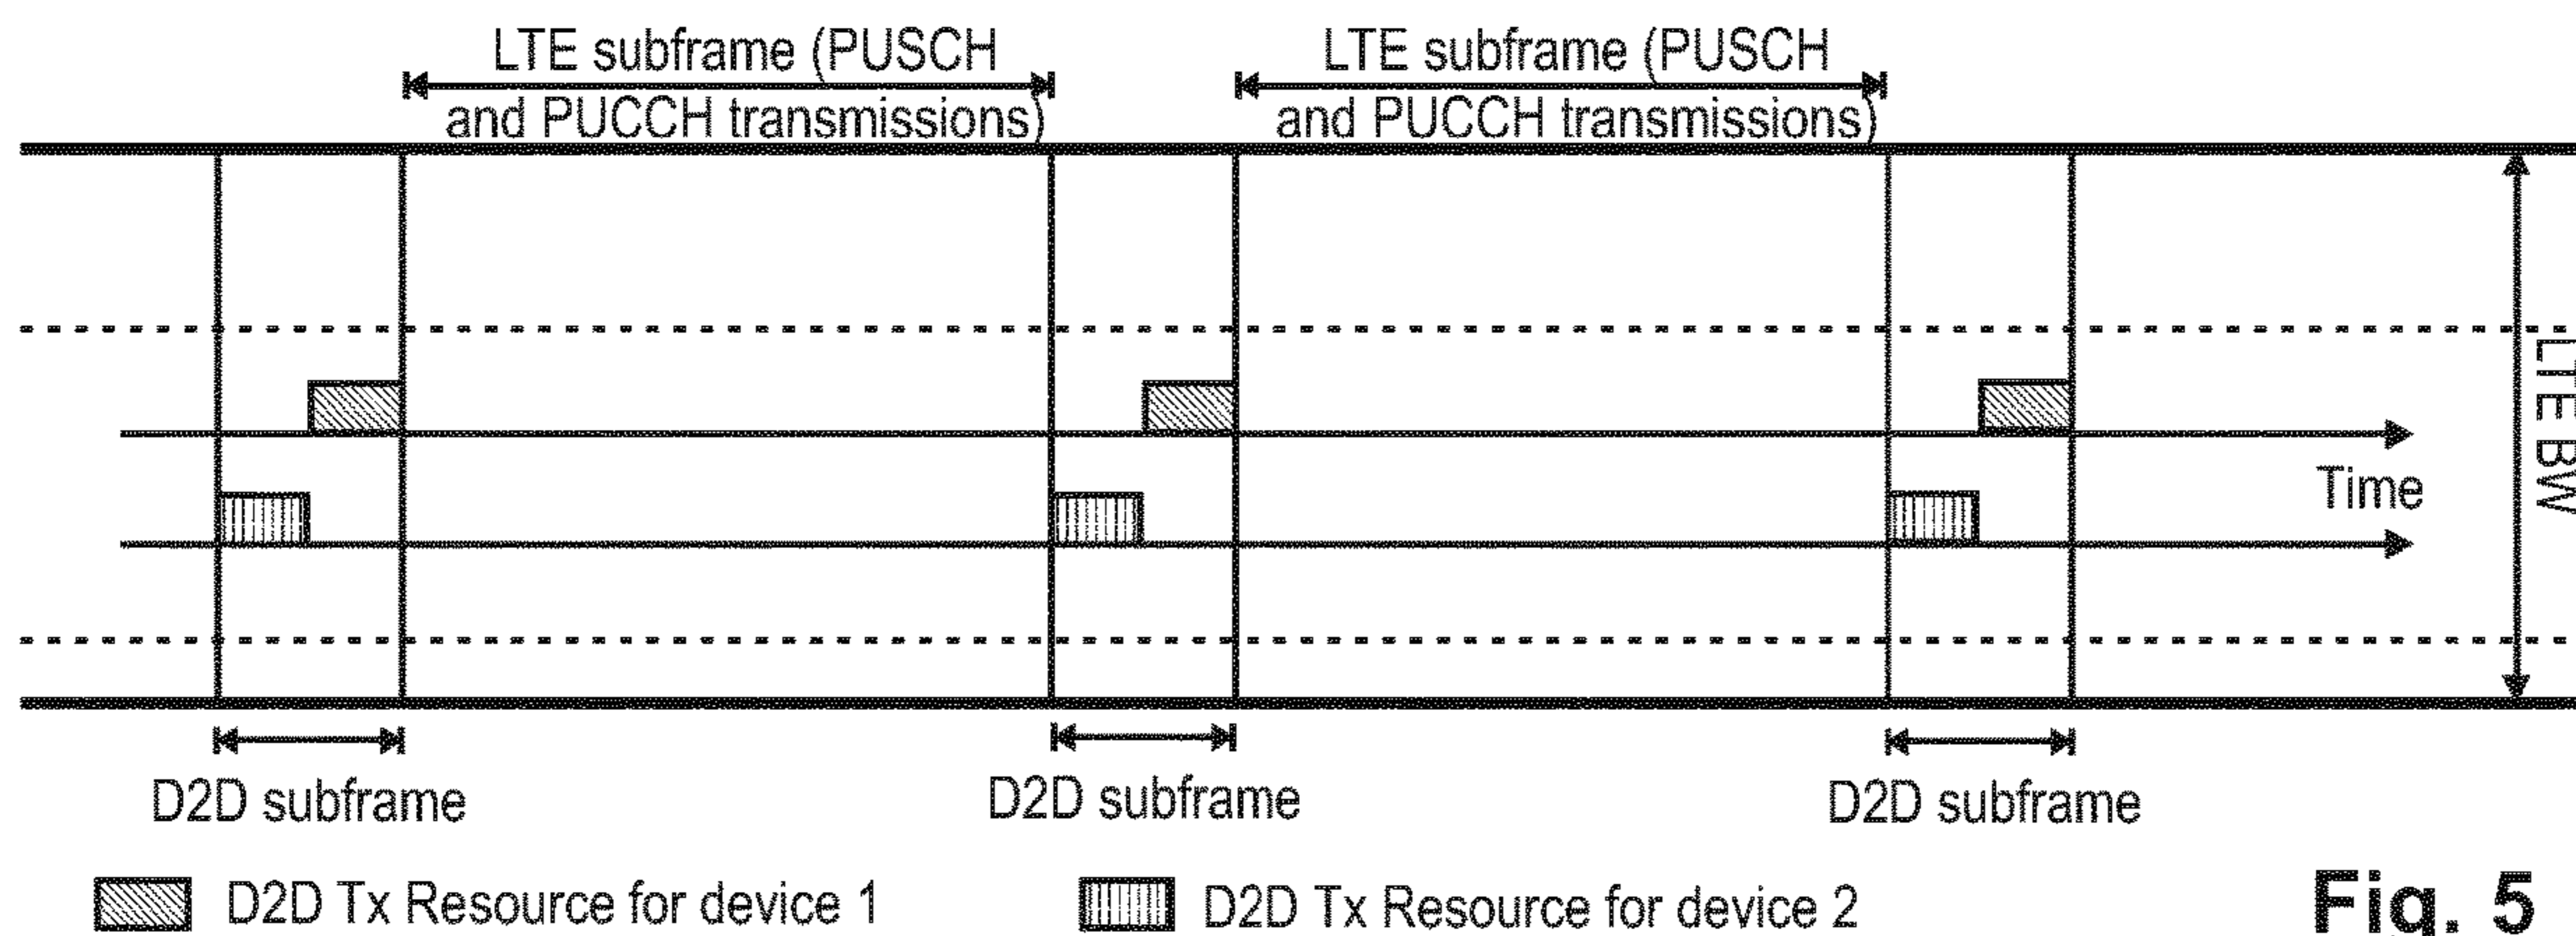 LTE subframe (PUSCH
and PUCCH transmissions)
LTE subframe (PUSCH
and PUCCH transmissions)
LTE BW
Time
D2D subframe
D2D subframe
D2D subframe
D2D Tx Resource for device 1
D2D Tx Resource for device 2
Fig. 5